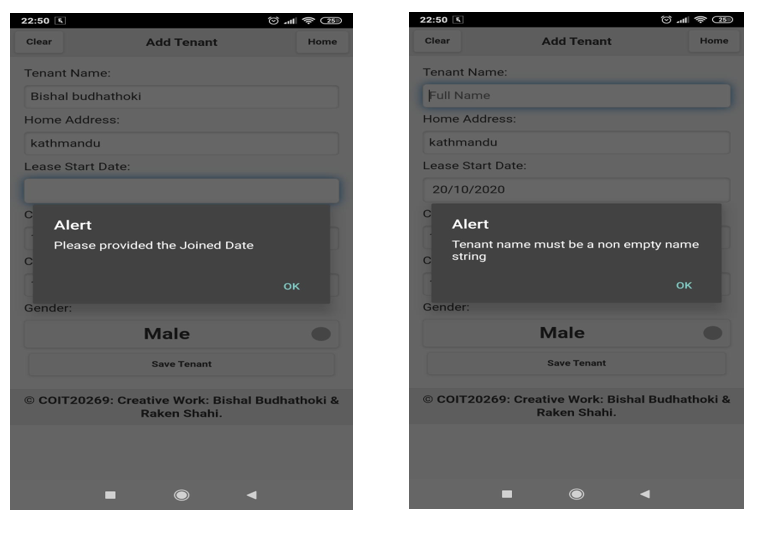 22:50
25
Clear
Add Tenant
Home
Tenant Name:
Bishal budhathoki
Home Address:
kathmandu
Lease Start Date:
C
Alert
Please provided the Joined Date
C
OK
Gender:
Male
Save Tenant
© COIT20269: Creative Work: Bishal Budhathoki &
Raken Shahi.
22:50
25
Clear
Add Tenant
Home
Tenant Name:
Full Name
Home Address:
kathmandu
Lease Start Date:
20/10/2020
C
Alert
Tenant name must be a non empty name
string
C
OK
Gender:
Male
Save Tenant
© COIT20269: Creative Work: Bishal Budhathoki &
Raken Shahi.